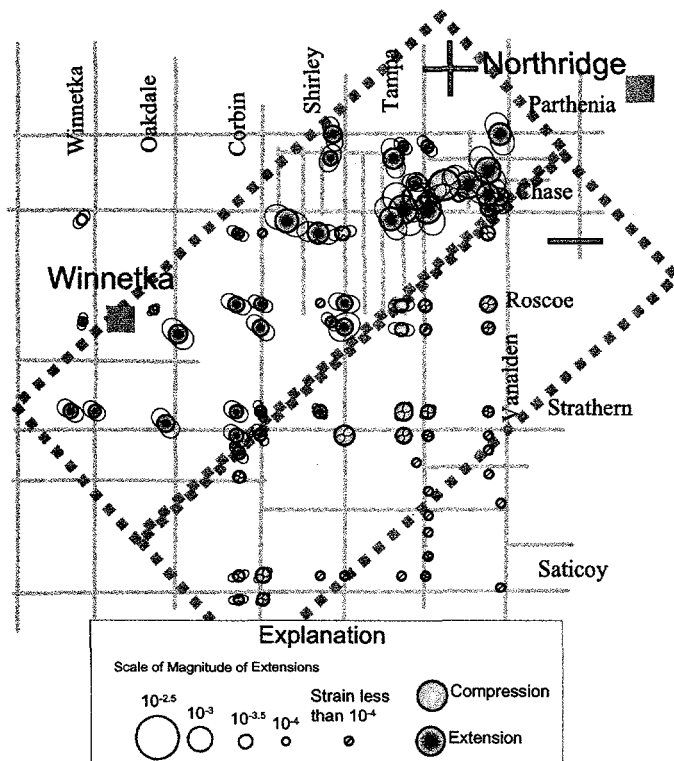 Northridge
Parthenia
Winnetka
Oakdale
Corbin
Shirley
Tampa
Chase
Winnetka
Roscoe
Vanalden
Strathern
Saticoy
Explanation
Scale of Magnitude of Extensions
10-2.5
10-3
10-3.5
10-4
Strain less
than 10-4
Compression
Extension